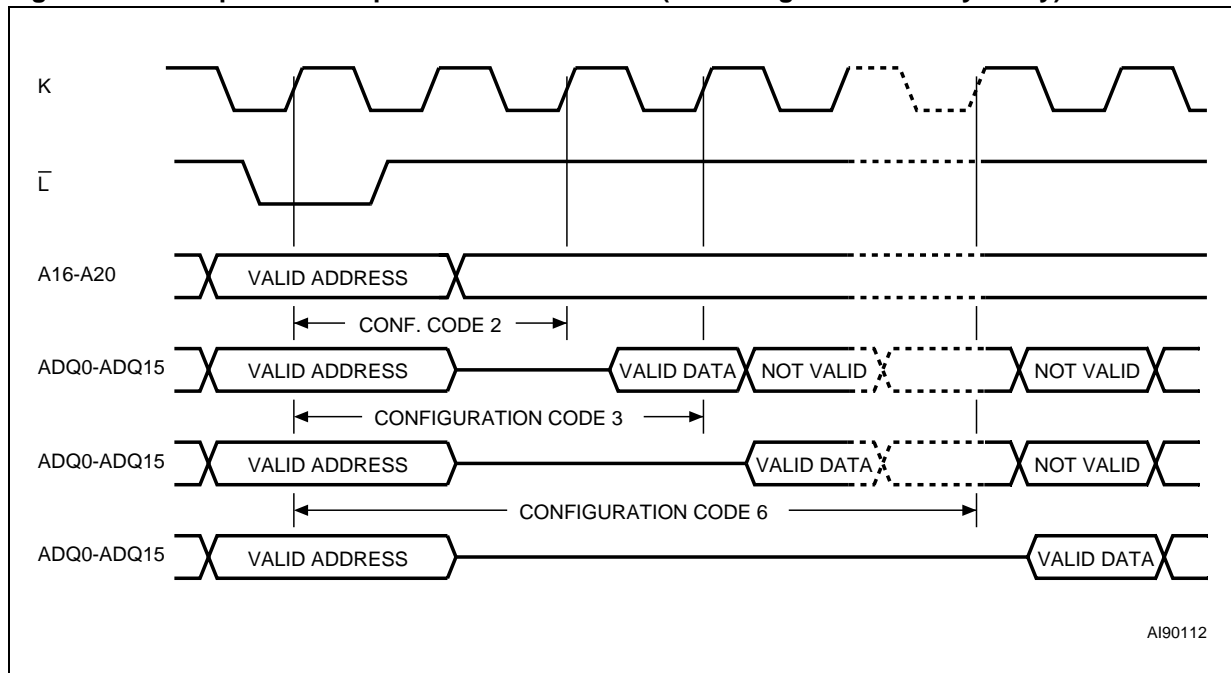 K
L
A16-A20
VALID ADDRESS
CONF. CODE 2
ADQ0-ADQ15
VALID ADDRESS
VALID DATA
NOT VALID
NOT VALID
CONFIGURATION CODE 3
ADQ0-ADQ15
VALID ADDRESS
VALID DATA
NOT VALID
CONFIGURATION CODE 6
ADQ0-ADQ15
VALID ADDRESS
VALID DATA
AI90112